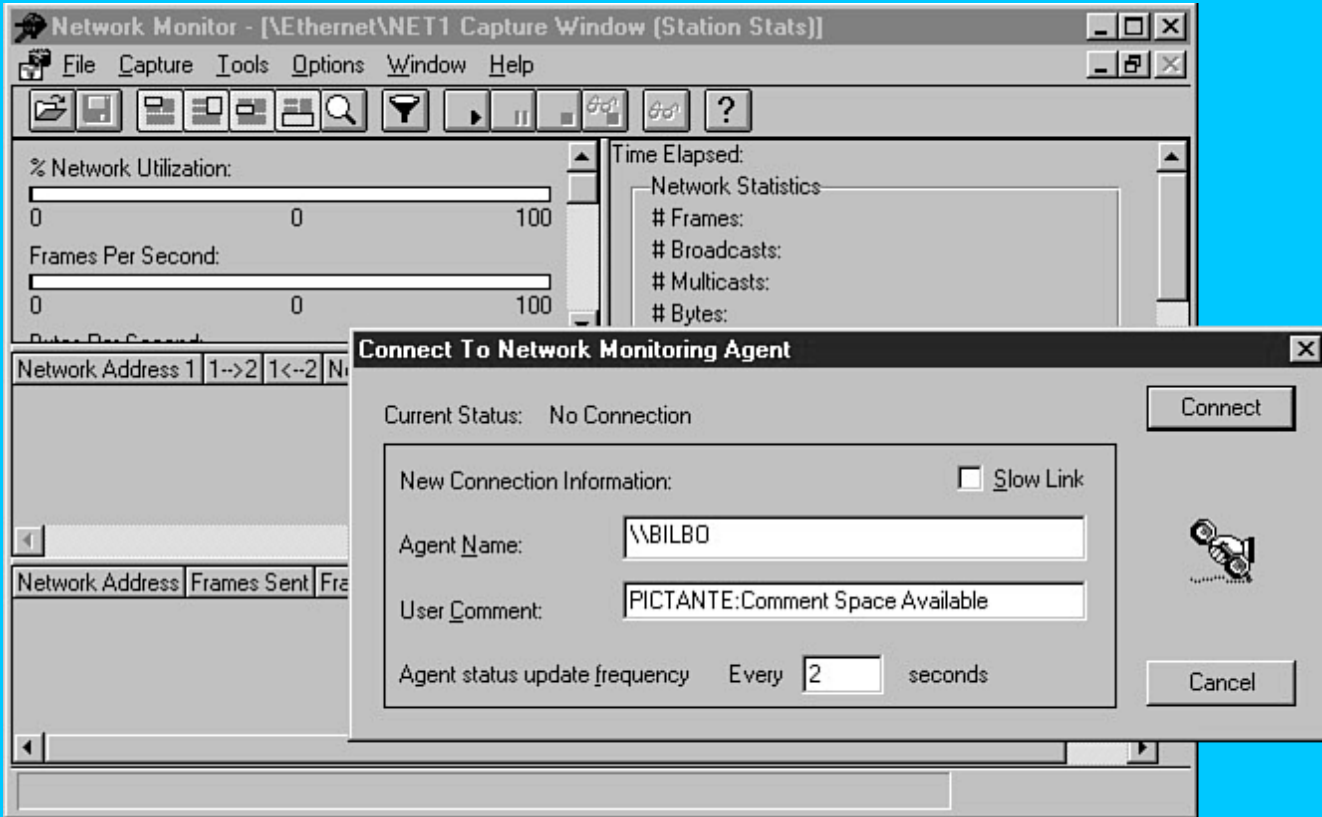 Network Monitor - [\Ethernet\NET1 Capture Window (Station Stats)]
File Capture Tools Options Window Help
?
% Network Utilization:
0 0 100
Frames Per Second:
0 0 100
Time Elapsed:
Network Statistics
# Frames:
# Broadcasts:
# Multicasts:
# Bytes:
Network Address 1 1-->2 1<--2
Network Address Frames Sent
Connect To Network Monitoring Agent
Current Status: No Connection
Connect
New Connection Information:
Slow Link
Agent Name: \\BILBO
User Comment: PICTANTE:Comment Space Available
Agent status update frequency Every 2 seconds
Cancel